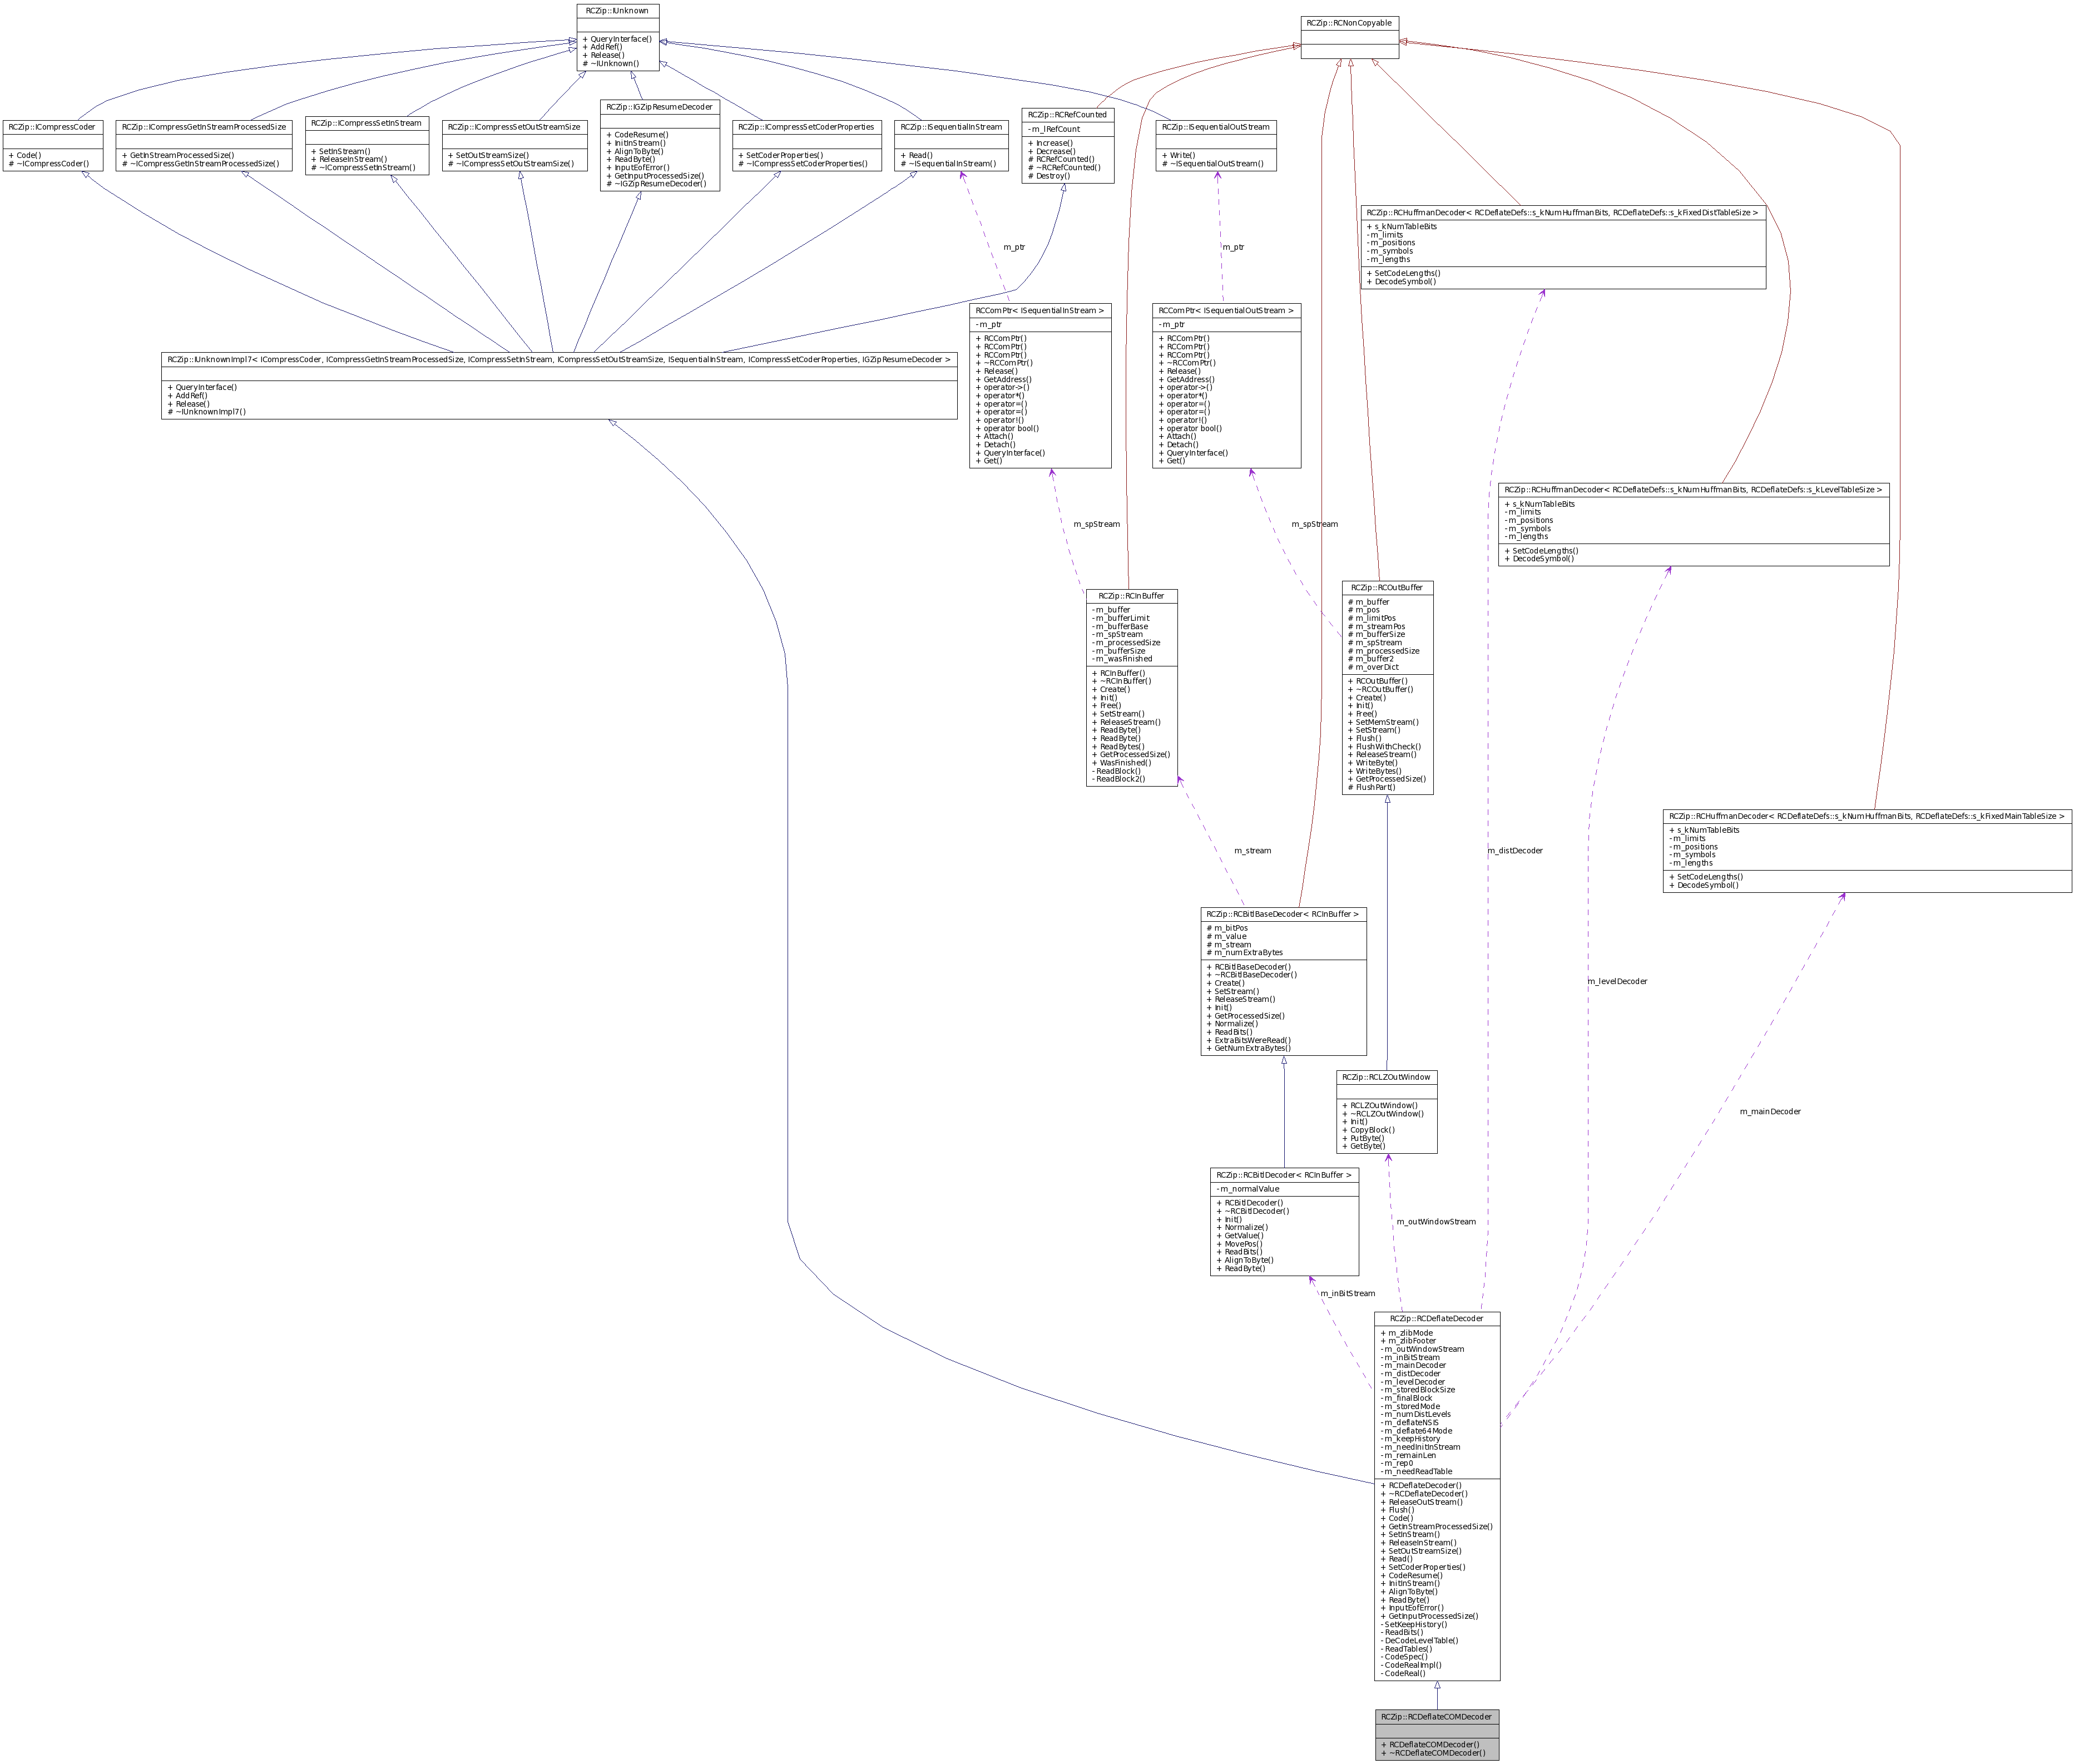 RCZip::IUnknown
+ QueryInterface()
+ AddRef()
+ Release()
# ~IUnknown()
RCZip::RCNonCopyable
RCZip::ICompressCoder
+ Code()
# ~ICompressCoder()
RCZip::ICompressGetInStreamProcessedSize
+ GetInStreamProcessedSize()
# ~ICompressGetInStreamProcessedSize()
RCZip::ICompressSetInStream
+ SetInStream()
+ ReleaseInStream()
# ~ICompressSetInStream()
RCZip::ICompressSetOutStreamSize
+ SetOutStreamSize()
# ~ICompressSetOutStreamSize()
RCZip::IGZipResumeDecoder
+ CodeResume()
+ InitInStream()
+ AlignToByte()
+ ReadByte()
+ InputEofError()
+ GetInputProcessedSize()
# ~IGZipResumeDecoder()
RCZip::ICompressSetCoderProperties
+ SetCoderProperties()
# ~ICompressSetCoderProperties()
RCZip::ISequentialInStream
+ Read()
# ~ISequentialInStream()
RCZip::RCRefCounted
- m_lRefCount
+ Increase()
+ Decrease()
# RCRefCounted()
# ~RCRefCounted()
# Destroy()
RCZip::ISequentialOutStream
+ Write()
# ~ISequentialOutStream()
RCZip::RCHuffmanDecoder< RCDeflateDefs::s_kNumHuffmanBits, RCDeflateDefs::s_kFixedDistTableSize >
+ s_kNumTableBits
- m_limits
- m_positions
- m_symbols
- m_lengths
+ SetCodeLengths()
+ DecodeSymbol()
m_ptr
m_ptr
RCZip::IUnknownImpl7< ICompressCoder, ICompressGetInStreamProcessedSize, ICompressSetInStream, ICompressSetOutStreamSize, ISequentialInStream, ICompressSetCoderProperties, IGZipResumeDecoder >
+ QueryInterface()
+ AddRef()
+ Release()
# ~IUnknownImpl7()
RCComPtr< ISequentialInStream >
- m_ptr
+ RCComPtr()
+ RCComPtr()
+ RCComPtr()
+ ~RCComPtr()
+ Release()
+ GetAddress()
+ operator->()
+ operator*()
+ operator=()
+ operator=()
+ operator!()
+ operator bool()
+ Attach()
+ Detach()
+ QueryInterface()
+ Get()
RCComPtr< ISequentialOutStream >
- m_ptr
+ RCComPtr()
+ RCComPtr()
+ RCComPtr()
+ ~RCComPtr()
+ Release()
+ GetAddress()
+ operator->()
+ operator*()
+ operator=()
+ operator=()
+ operator!()
+ operator bool()
+ Attach()
+ Detach()
+ QueryInterface()
+ Get()
RCZip::RCHuffmanDecoder< RCDeflateDefs::s_kNumHuffmanBits, RCDeflateDefs::s_kLevelTableSize >
+ s_kNumTableBits
- m_limits
- m_positions
- m_symbols
- m_lengths
+ SetCodeLengths()
+ DecodeSymbol()
m_spStream
m_spStream
RCZip::RCInBuffer
- m_buffer
- m_bufferLimit
- m_bufferBase
- m_spStream
- m_processedSize
- m_bufferSize
- m_wasFinished
+ RCInBuffer()
+ ~RCInBuffer()
+ Create()
+ Init()
+ Free()
+ SetStream()
+ ReleaseStream()
+ ReadByte()
+ ReadByte()
+ ReadBytes()
+ GetProcessedSize()
+ WasFinished()
- ReadBlock()
- ReadBlock2()
RCZip::RCOutBuffer
# m_buffer
# m_pos
# m_limitPos
# m_streamPos
# m_bufferSize
# m_spStream
# m_processedSize
# m_buffer2
# m_overDict
+ RCOutBuffer()
+ ~RCOutBuffer()
+ Create()
+ Init()
+ Free()
+ SetMemStream()
+ SetStream()
+ Flush()
+ FlushWithCheck()
+ ReleaseStream()
+ WriteByte()
+ WriteBytes()
+ GetProcessedSize()
# FlushPart()
RCZip::RCHuffmanDecoder< RCDeflateDefs::s_kNumHuffmanBits, RCDeflateDefs::s_kFixedMainTableSize >
+ s_kNumTableBits
- m_limits
- m_positions
- m_symbols
- m_lengths
+ SetCodeLengths()
+ DecodeSymbol()
m_stream
m_distDecoder
RCZip::RCBitlBaseDecoder< RCInBuffer >
# m_bitPos
# m_value
# m_stream
# m_numExtraBytes
+ RCBitlBaseDecoder()
+ ~RCBitlBaseDecoder()
+ Create()
+ SetStream()
+ ReleaseStream()
+ Init()
+ GetProcessedSize()
+ Normalize()
+ ReadBits()
+ ExtraBitsWereRead()
+ GetNumExtraBytes()
m_levelDecoder
RCZip::RCLZOutWindow
+ RCLZOutWindow()
+ ~RCLZOutWindow()
+ Init()
+ CopyBlock()
+ PutByte()
+ GetByte()
m_mainDecoder
RCZip::RCBitlDecoder< RCInBuffer >
- m_normalValue
+ RCBitlDecoder()
+ ~RCBitlDecoder()
+ Init()
+ Normalize()
+ GetValue()
+ MovePos()
+ ReadBits()
+ AlignToByte()
+ ReadByte()
m_outWindowStream
m_inBitStream
RCZip::RCDeflateDecoder
+ m_zlibMode
+ m_zlibFooter
- m_outWindowStream
- m_inBitStream
- m_mainDecoder
- m_distDecoder
- m_levelDecoder
- m_storedBlockSize
- m_finalBlock
- m_storedMode
- m_numDistLevels
- m_deflateNSIS
- m_deflate64Mode
- m_keepHistory
- m_needInitInStream
- m_remainLen
- m_rep0
- m_needReadTable
+ RCDeflateDecoder()
+ ~RCDeflateDecoder()
+ ReleaseOutStream()
+ Flush()
+ Code()
+ GetInStreamProcessedSize()
+ SetInStream()
+ ReleaseInStream()
+ SetOutStreamSize()
+ Read()
+ SetCoderProperties()
+ CodeResume()
+ InitInStream()
+ AlignToByte()
+ ReadByte()
+ InputEofError()
+ GetInputProcessedSize()
- SetKeepHistory()
- ReadBits()
- DeCodeLevelTable()
- ReadTables()
- CodeSpec()
- CodeRealImpl()
- CodeReal()
RCZip::RCDeflateCOMDecoder
+ RCDeflateCOMDecoder()
+ ~RCDeflateCOMDecoder()